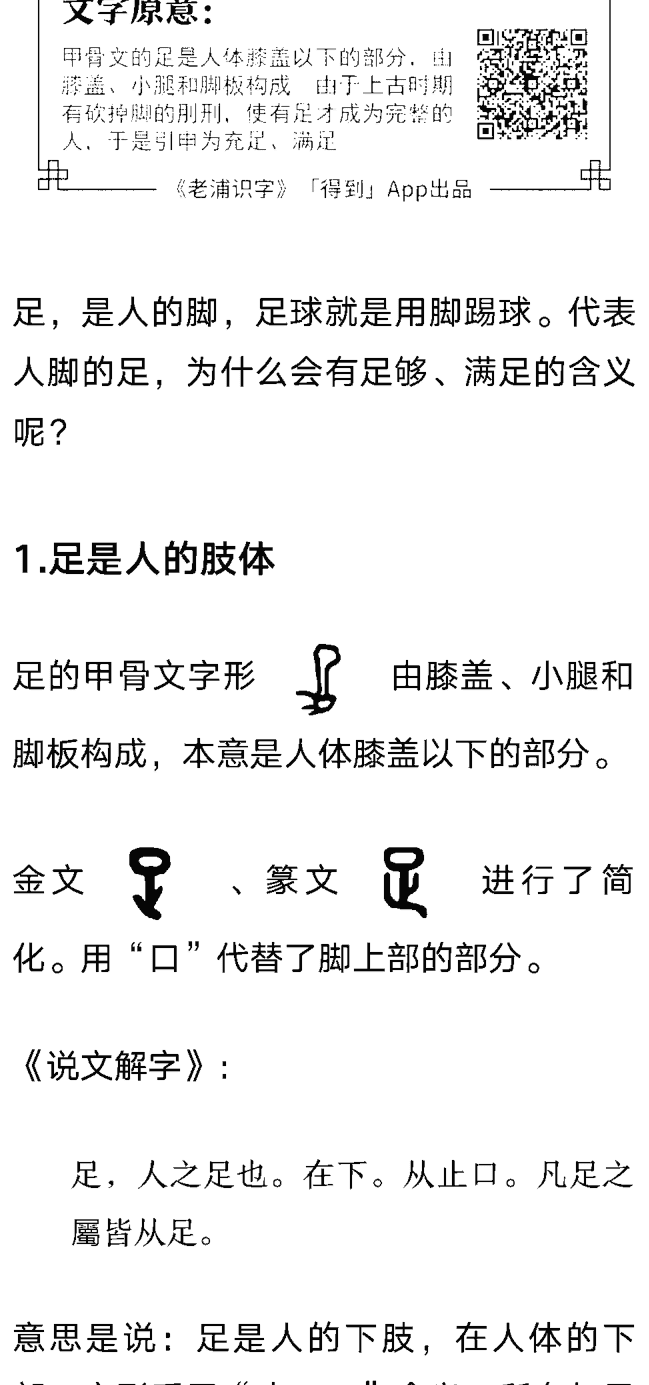 文字原意：
甲骨文的足是人体膝盖以下的部分，由
膝盖、小腿和脚板构成 由于上古时期
有砍掉脚的刖刑，使有足才成为完整的
人，于是引申为充足、满足
《老浦识字》「得到」App出品
足，是人的脚，足球就是用脚踢球。代表
人脚的足，为什么会有足够、满足的含义
呢？
1.足是人的肢体
足的甲骨文字形 由膝盖、小腿和
脚板构成，本意是人体膝盖以下的部分。
金文 、篆文 进行了简
化。用“口”代替了脚上部的部分。
《说文解字》：
足，人之足也。在下。从止口。凡足之
屬皆从足。
意思是说：足是人的下肢，在人体的下